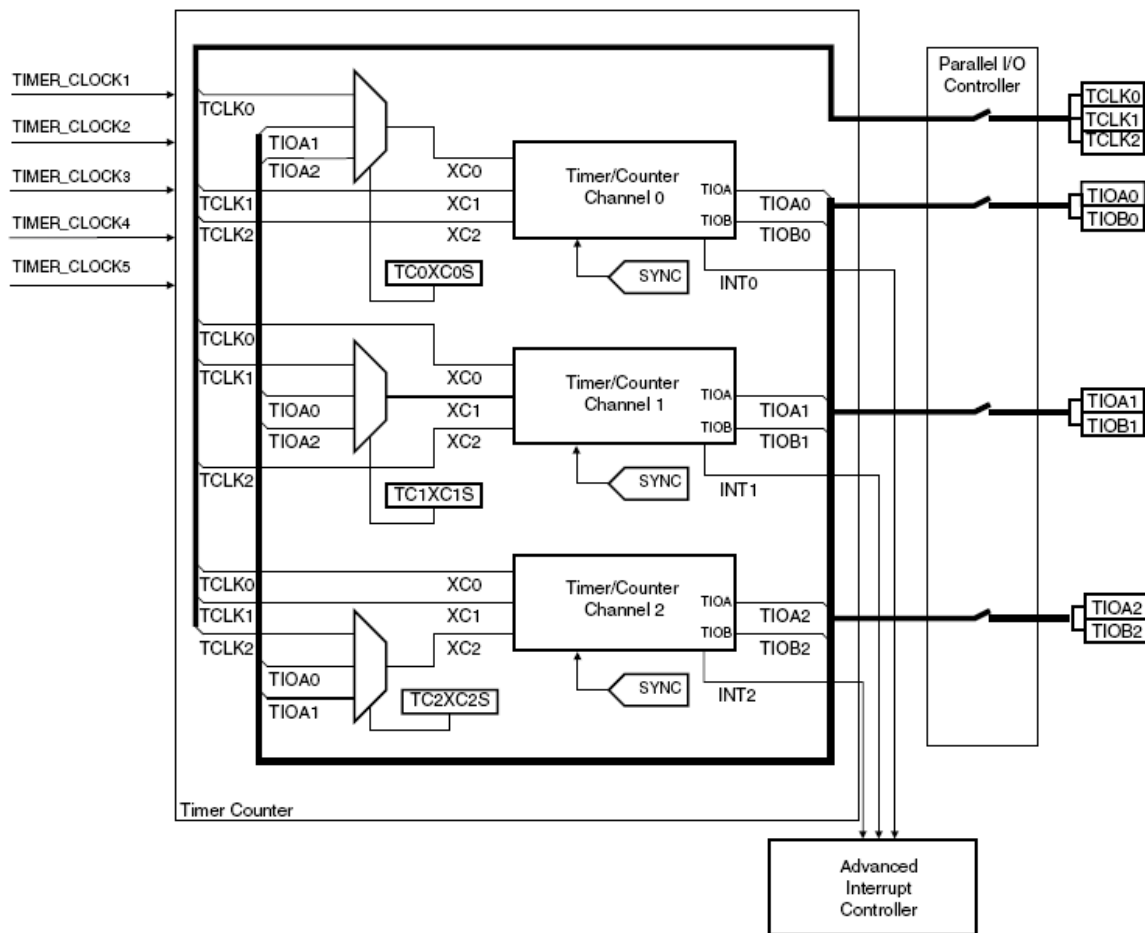 TIMER_CLOCK1
TIMER_CLOCK2
TIMER_CLOCK3
TIMER_CLOCK4
TIMER_CLOCK5
TCLK0
TIOA1
TIOA2
TCLK1
TCLK2
XC0
XC1
XC2
TC0XC0S
Timer/Counter
Channel 0
TIOA
TIOB
TIOA0
TIOB0
SYNC
INT0
TCLK0
TCLK1
TIOA0
TIOA2
TCLK2
XC0
XC1
XC2
TC1XC1S
Timer/Counter
Channel 1
TIOA
TIOB
TIOA1
TIOB1
SYNC
INT1
TCLK0
TCLK1
TCLK2
TIOA0
TIOA1
XC0
XC1
XC2
TC2XC2S
Timer/Counter
Channel 2
TIOA
TIOB
TIOA2
TIOB2
SYNC
INT2
Timer Counter
Parallel I/O
Controller
TCLK0
TCLK1
TCLK2
TIOA0
TIOB0
TIOA1
TIOB1
TIOA2
TIOB2
Advanced
Interrupt
Controller